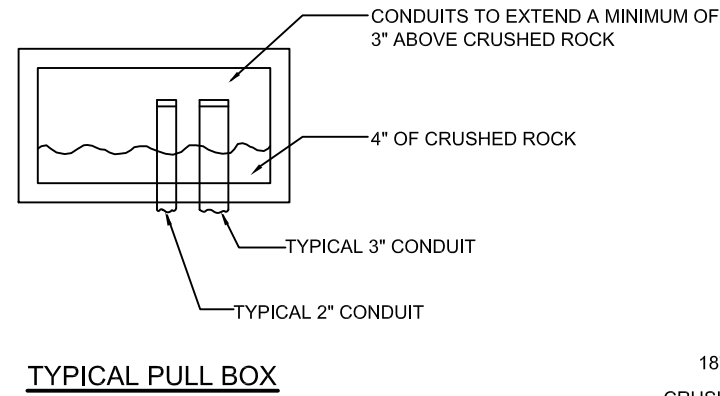 CONDUITS TO EXTEND A MINIMUM OF
3" ABOVE CRUSHED ROCK
4" OF CRUSHED ROCK
TYPICAL 3" CONDUIT
TYPICAL 2" CONDUIT
TYPICAL PULL BOX
18